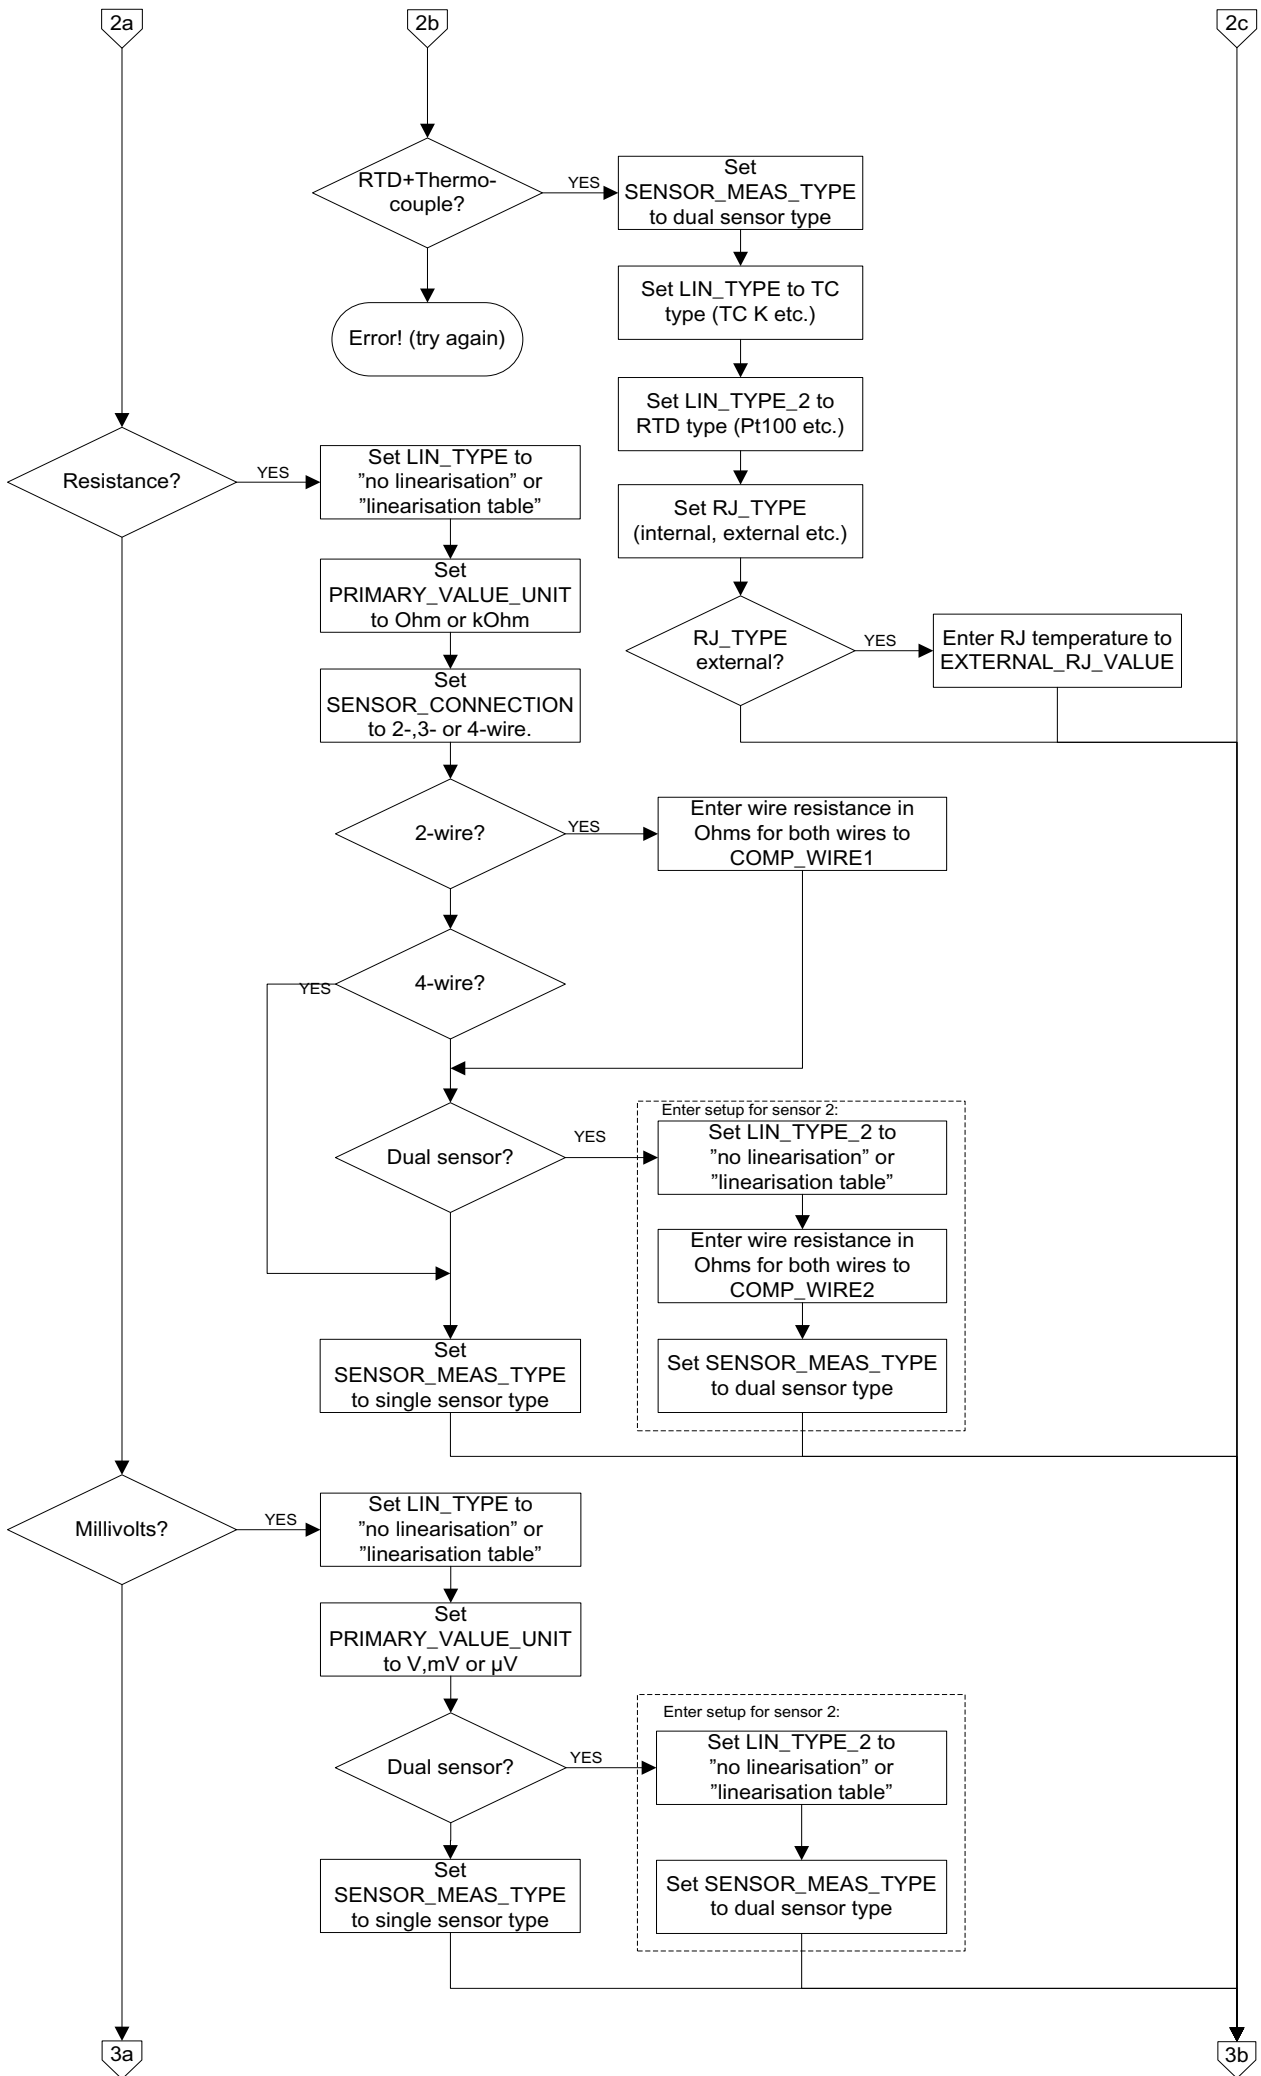 2a
2b
2c
RTD+Thermo-
couple?
YES
Set
SENSOR_MEAS_TYPE
to dual sensor type
Set LIN_TYPE to TC
type (TC K etc.)
Error! (try again)
Set LIN_TYPE_2 to
RTD type (Pt100 etc.)
Resistance?
YES
Set LIN_TYPE to
”no linearisation” or
”linearisation table”
Set RJ_TYPE
(internal, external etc.)
Set
PRIMARY_VALUE_UNIT
to Ohm or kOhm
RJ_TYPE
external?
YES
Enter RJ temperature to
EXTERNAL_RJ_VALUE
Set
SENSOR_CONNECTION
to 2-,3- or 4-wire.
2-wire?
YES
Enter wire resistance in
Ohms for both wires to
COMP_WIRE1
4-wire?
YES
Dual sensor?
YES
Enter setup for sensor 2:
Set LIN_TYPE_2 to
”no linearisation” or
”linearisation table”
Enter wire resistance in
Ohms for both wires to
COMP_WIRE2
Set
SENSOR_MEAS_TYPE
to single sensor type
Set SENSOR_MEAS_TYPE
to dual sensor type
Millivolts?
YES
Set LIN_TYPE to
”no linearisation” or
”linearisation table”
Set
PRIMARY_VALUE_UNIT
to V,mV or µV
Dual sensor?
YES
Enter setup for sensor 2:
Set LIN_TYPE_2 to
”no linearisation” or
”linearisation table”
Set
SENSOR_MEAS_TYPE
to single sensor type
Set SENSOR_MEAS_TYPE
to dual sensor type
3a
3b